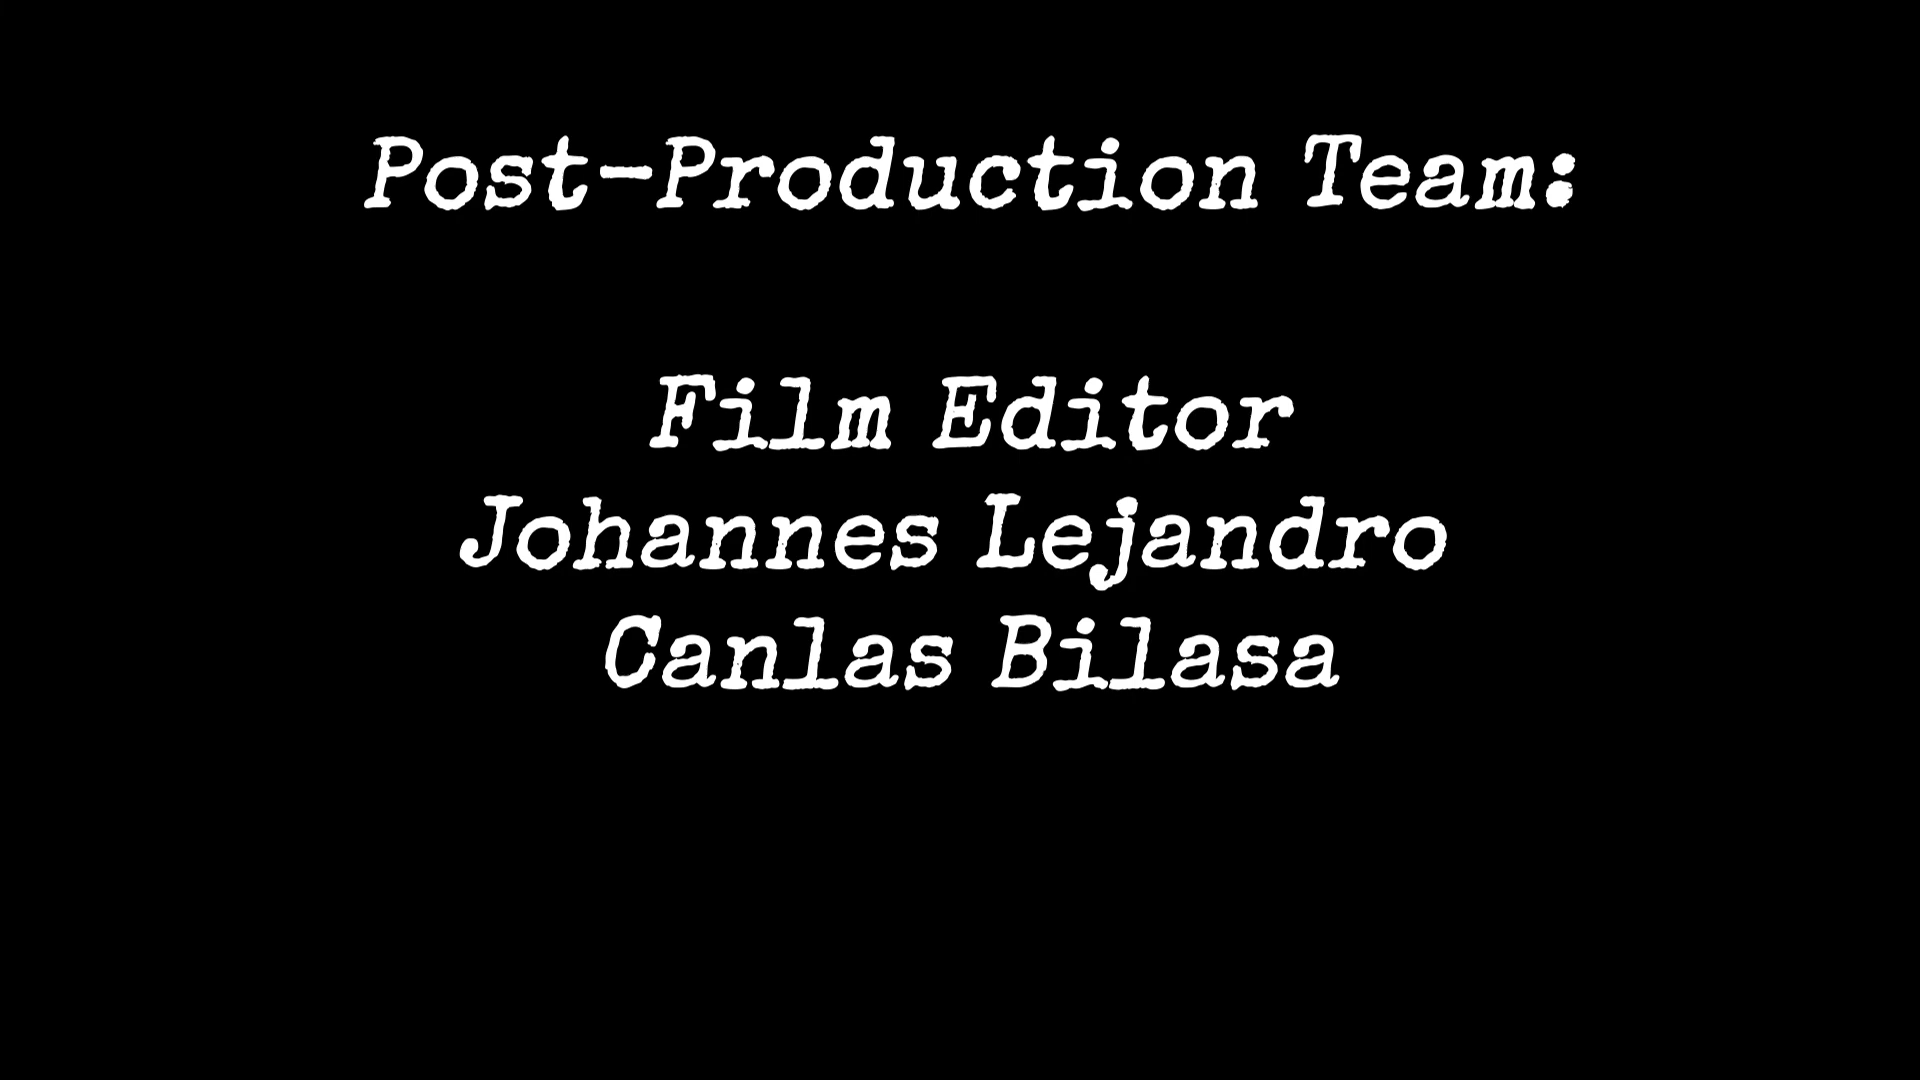 Post-Production Team:
Film Editor
Johannes Lejandro
Canlas Bilasa